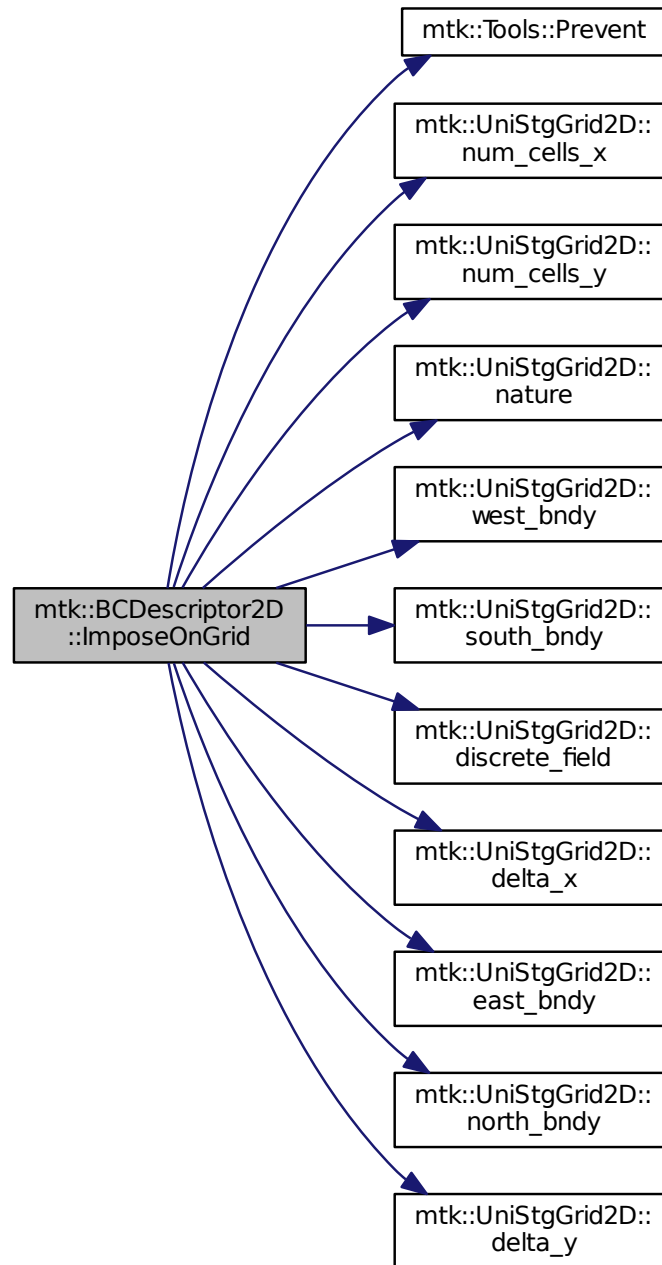 mtk::Tools::Prevent
mtk::UniStgGrid2D::
num_cells_x
mtk::UniStgGrid2D::
num_cells_y
mtk::UniStgGrid2D::
nature
mtk::UniStgGrid2D::
west_bndy
mtk::BCDescriptor2D
::ImposeOnGrid
mtk::UniStgGrid2D::
south_bndy
mtk::UniStgGrid2D::
discrete_field
mtk::UniStgGrid2D::
delta_x
mtk::UniStgGrid2D::
east_bndy
mtk::UniStgGrid2D::
north_bndy
mtk::UniStgGrid2D::
delta_y